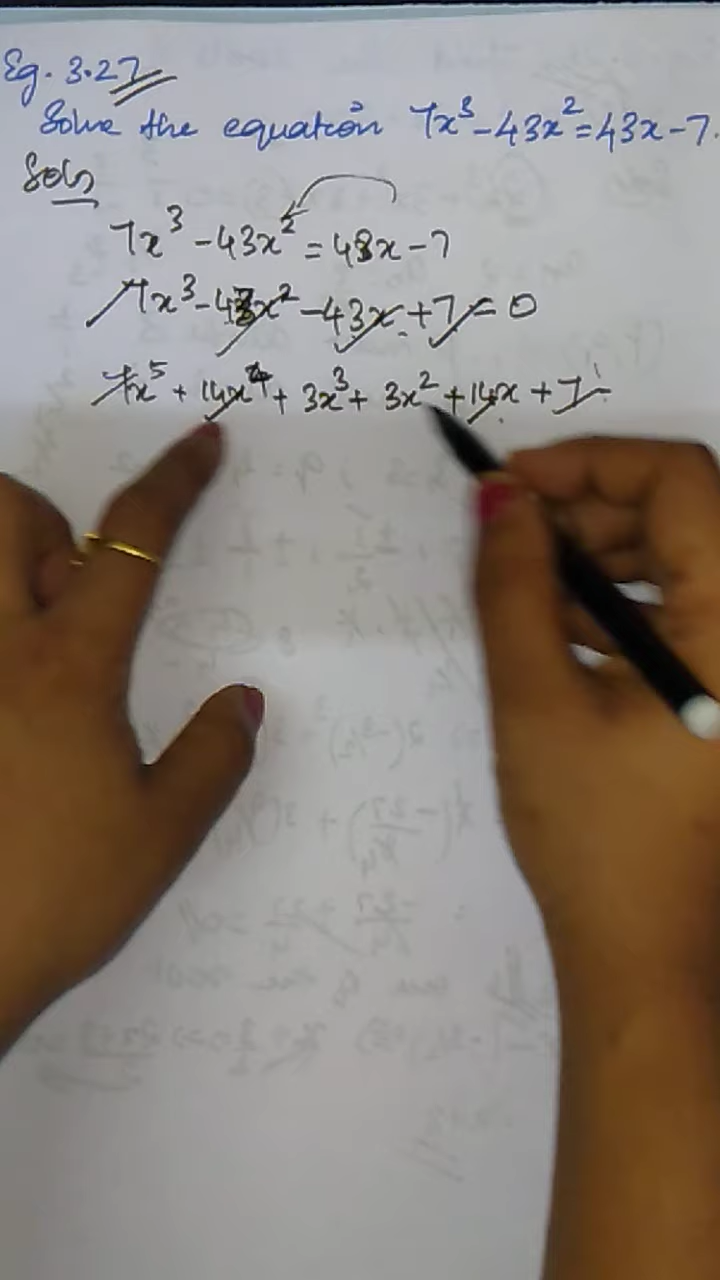 Eg. 3.27
Solve the equation 7x³ - 43x² = 43x - 7.
Soln
7x³ - 43x² = 43x - 7
7x³ - 43x² - 43x + 7 = 0
7x⁵ + 14x⁴ + 3x³ + 3x² + 14x + 7